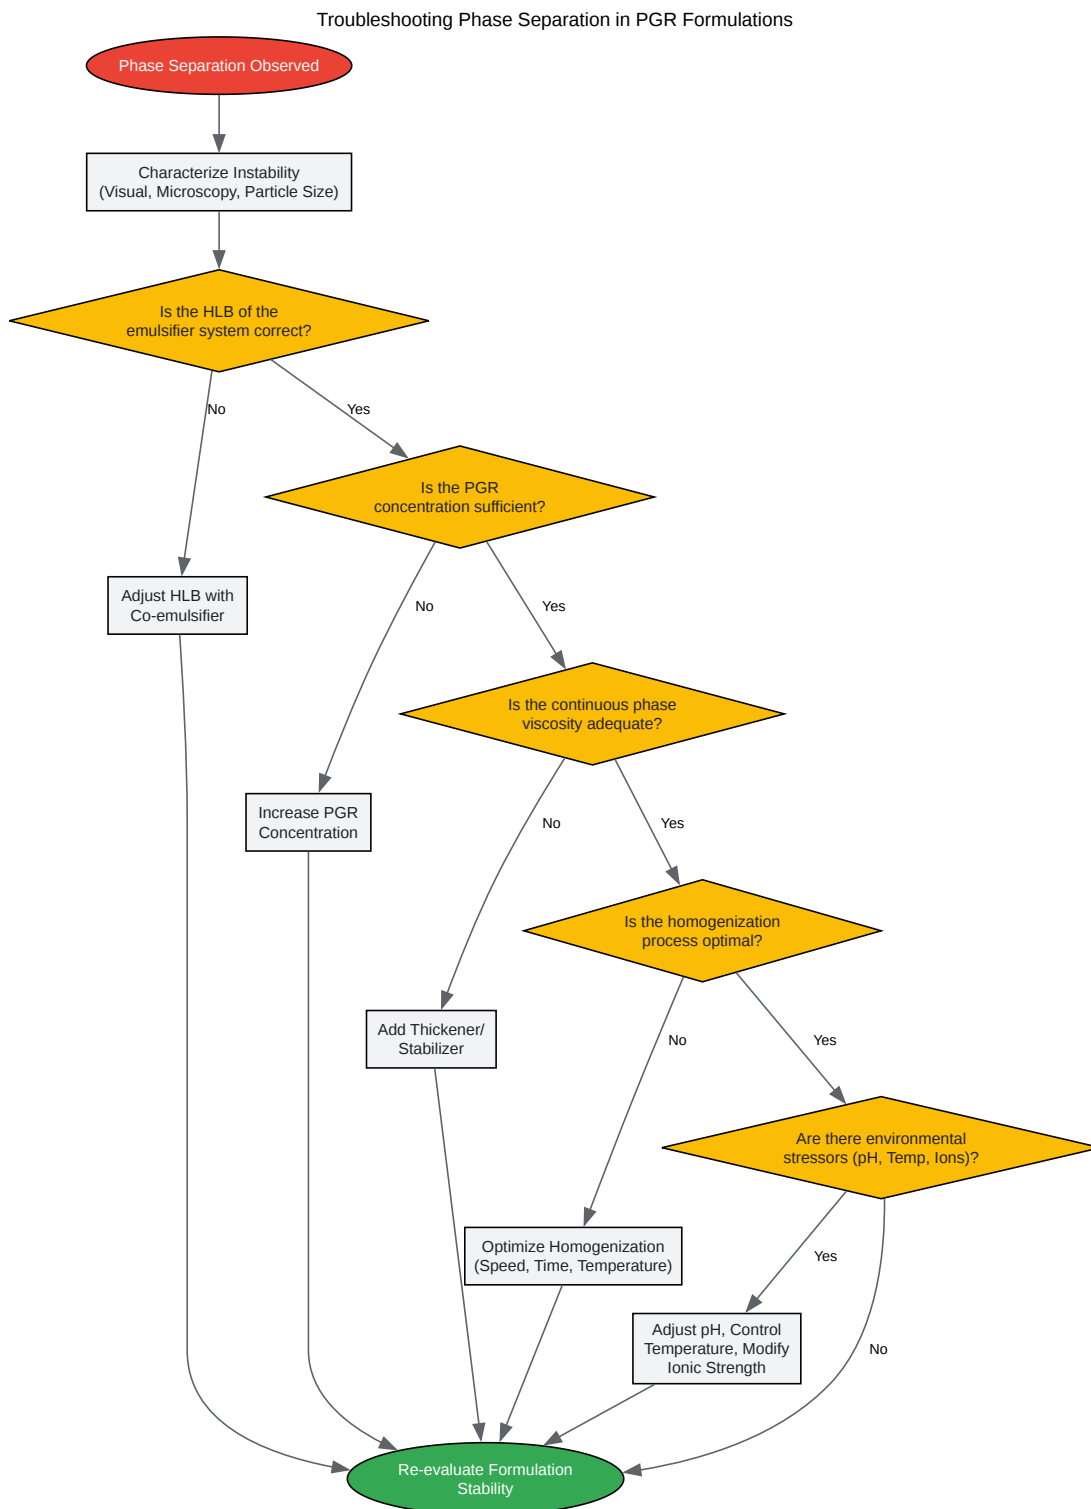 Troubleshooting Phase Separation in PGR Formulations
Phase Separation Observed
Characterize Instability
(Visual, Microscopy, Particle Size)
Is the HLB of the
emulsifier system correct?
No
Yes
Is the PGR
concentration sufficient?
Adjust HLB with
Co-emulsifier
No
Yes
Is the continuous phase
viscosity adequate?
Increase PGR
Concentration
No
Yes
Is the homogenization
process optimal?
Add Thickener/
Stabilizer
No
Yes
Are there environmental
stressors (pH, Temp, Ions)?
Optimize Homogenization
(Speed, Time, Temperature)
Yes
Adjust pH, Control
Temperature, Modify
Ionic Strength
No
Re-evaluate Formulation
Stability